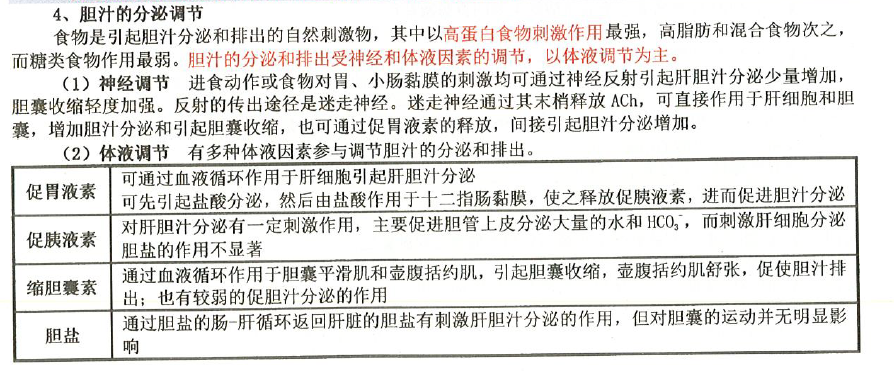 4、胆汁的分泌调节
食物是引起胆汁分泌和排出的自然刺激物，其中以高蛋白食物刺激作用最强，高脂肪和混合食物次之，
而糖类食物作用最弱。胆汁的分泌和排出受神经和体液因素的调节，以体液调节为主。
（1）神经调节 进食动作或食物对胃、小肠黏膜的刺激均可通过神经反射引起肝胆汁分泌少量增加，
胆囊收缩轻度加强。反射的传出途径是迷走神经。迷走神经通过其末梢释放 ACh，可直接作用于肝细胞和胆
囊，增加胆汁分泌和引起胆囊收缩，也可通过促胃液素的释放，间接引起胆汁分泌增加。
（2）体液调节 有多种体液因素参与调节胆汁的分泌和排出。
促胃液素
可通过血液循环作用于肝细胞引起肝胆汁分泌
可先引起盐酸分泌，然后由盐酸作用于十二指肠黏膜，使之释放促胰液素，进而促进胆汁分泌
促胰液素
对肝胆汁分泌有一定刺激作用，主要促进胆管上皮分泌大量的水和 HCO₃⁻，而刺激肝细胞分泌
胆盐的作用不显著
缩胆囊素
通过血液循环作用于胆囊平滑肌和壶腹括约肌，引起胆囊收缩，壶腹括约肌舒张，促使胆汁排
出；也有较弱的促胆汁分泌的作用
胆盐
通过胆盐的肠-肝循环返回肝脏的胆盐有刺激肝胆汁分泌的作用，但对胆囊的运动并无明显影
响